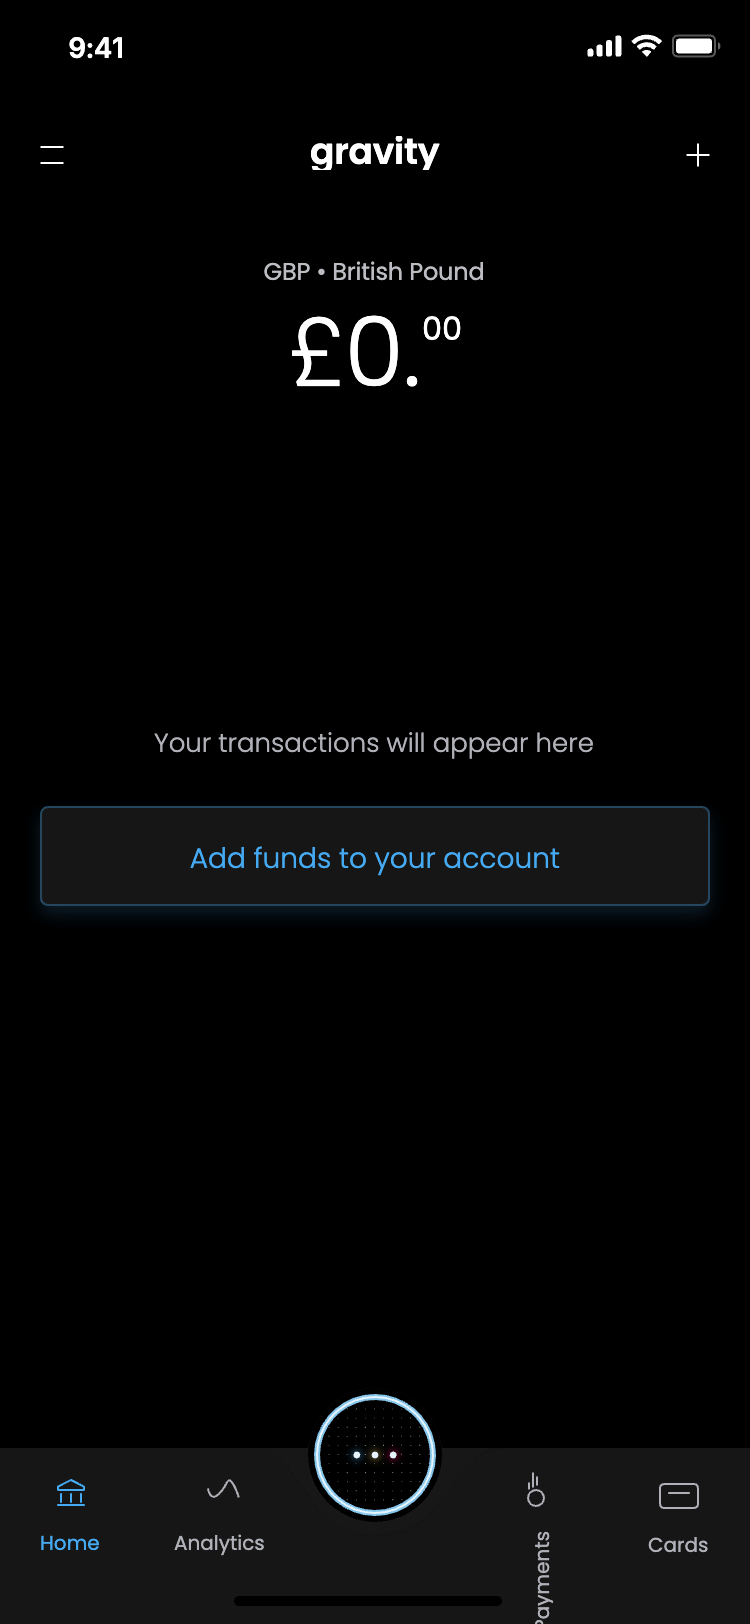 9:41
gravity
GBP • British Pound
£0.00
Your transactions will appear here
Add funds to your account
Home
Analytics
Payments
Cards